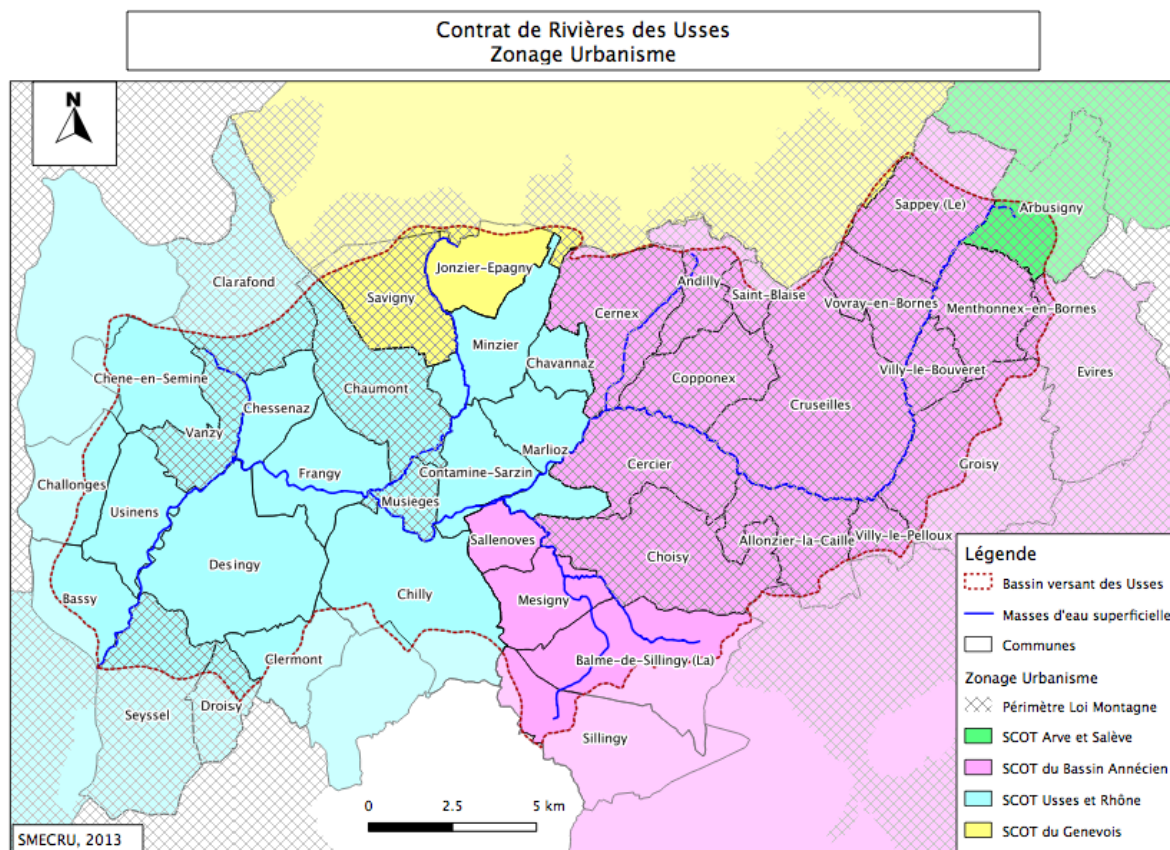 Contrat de Rivières des Usses
Zonage Urbanisme
N
Sappey (Le)
Arbusigny
Clarafond
Jonzier-Epagny
Savigny
Andilly
Saint-Blaise
Vovray-en-Bornes
Menthonnex-en-Bornes
Cernex
Minzier
Chavannaz
Chene-en-Semine
Chaumont
Copponex
Villy-le-Bouveret
Evires
Chessenaz
Cruseilles
Vanzy
Marlioz
Challonges
Frangy
Contamine-Sarzin
Cercier
Groisy
Usinens
Musieges
Sallenoves
Choisy
Allonzier-la-Caille
Villy-le-Pelloux
Desingy
Bassy
Chilly
Mesigny
Clermont
Balme-de-Sillingy (La)
Seyssel
Droisy
Sillingy
Légende
Bassin versant des Usses
Masses d'eau superficielle
Communes
Zonage Urbanisme
Périmètre Loi Montagne
SCOT Arve et Salève
SCOT du Bassin Annécien
SCOT Usses et Rhône
SCOT du Genevois
0 2.5 5 km
SMECRU, 2013